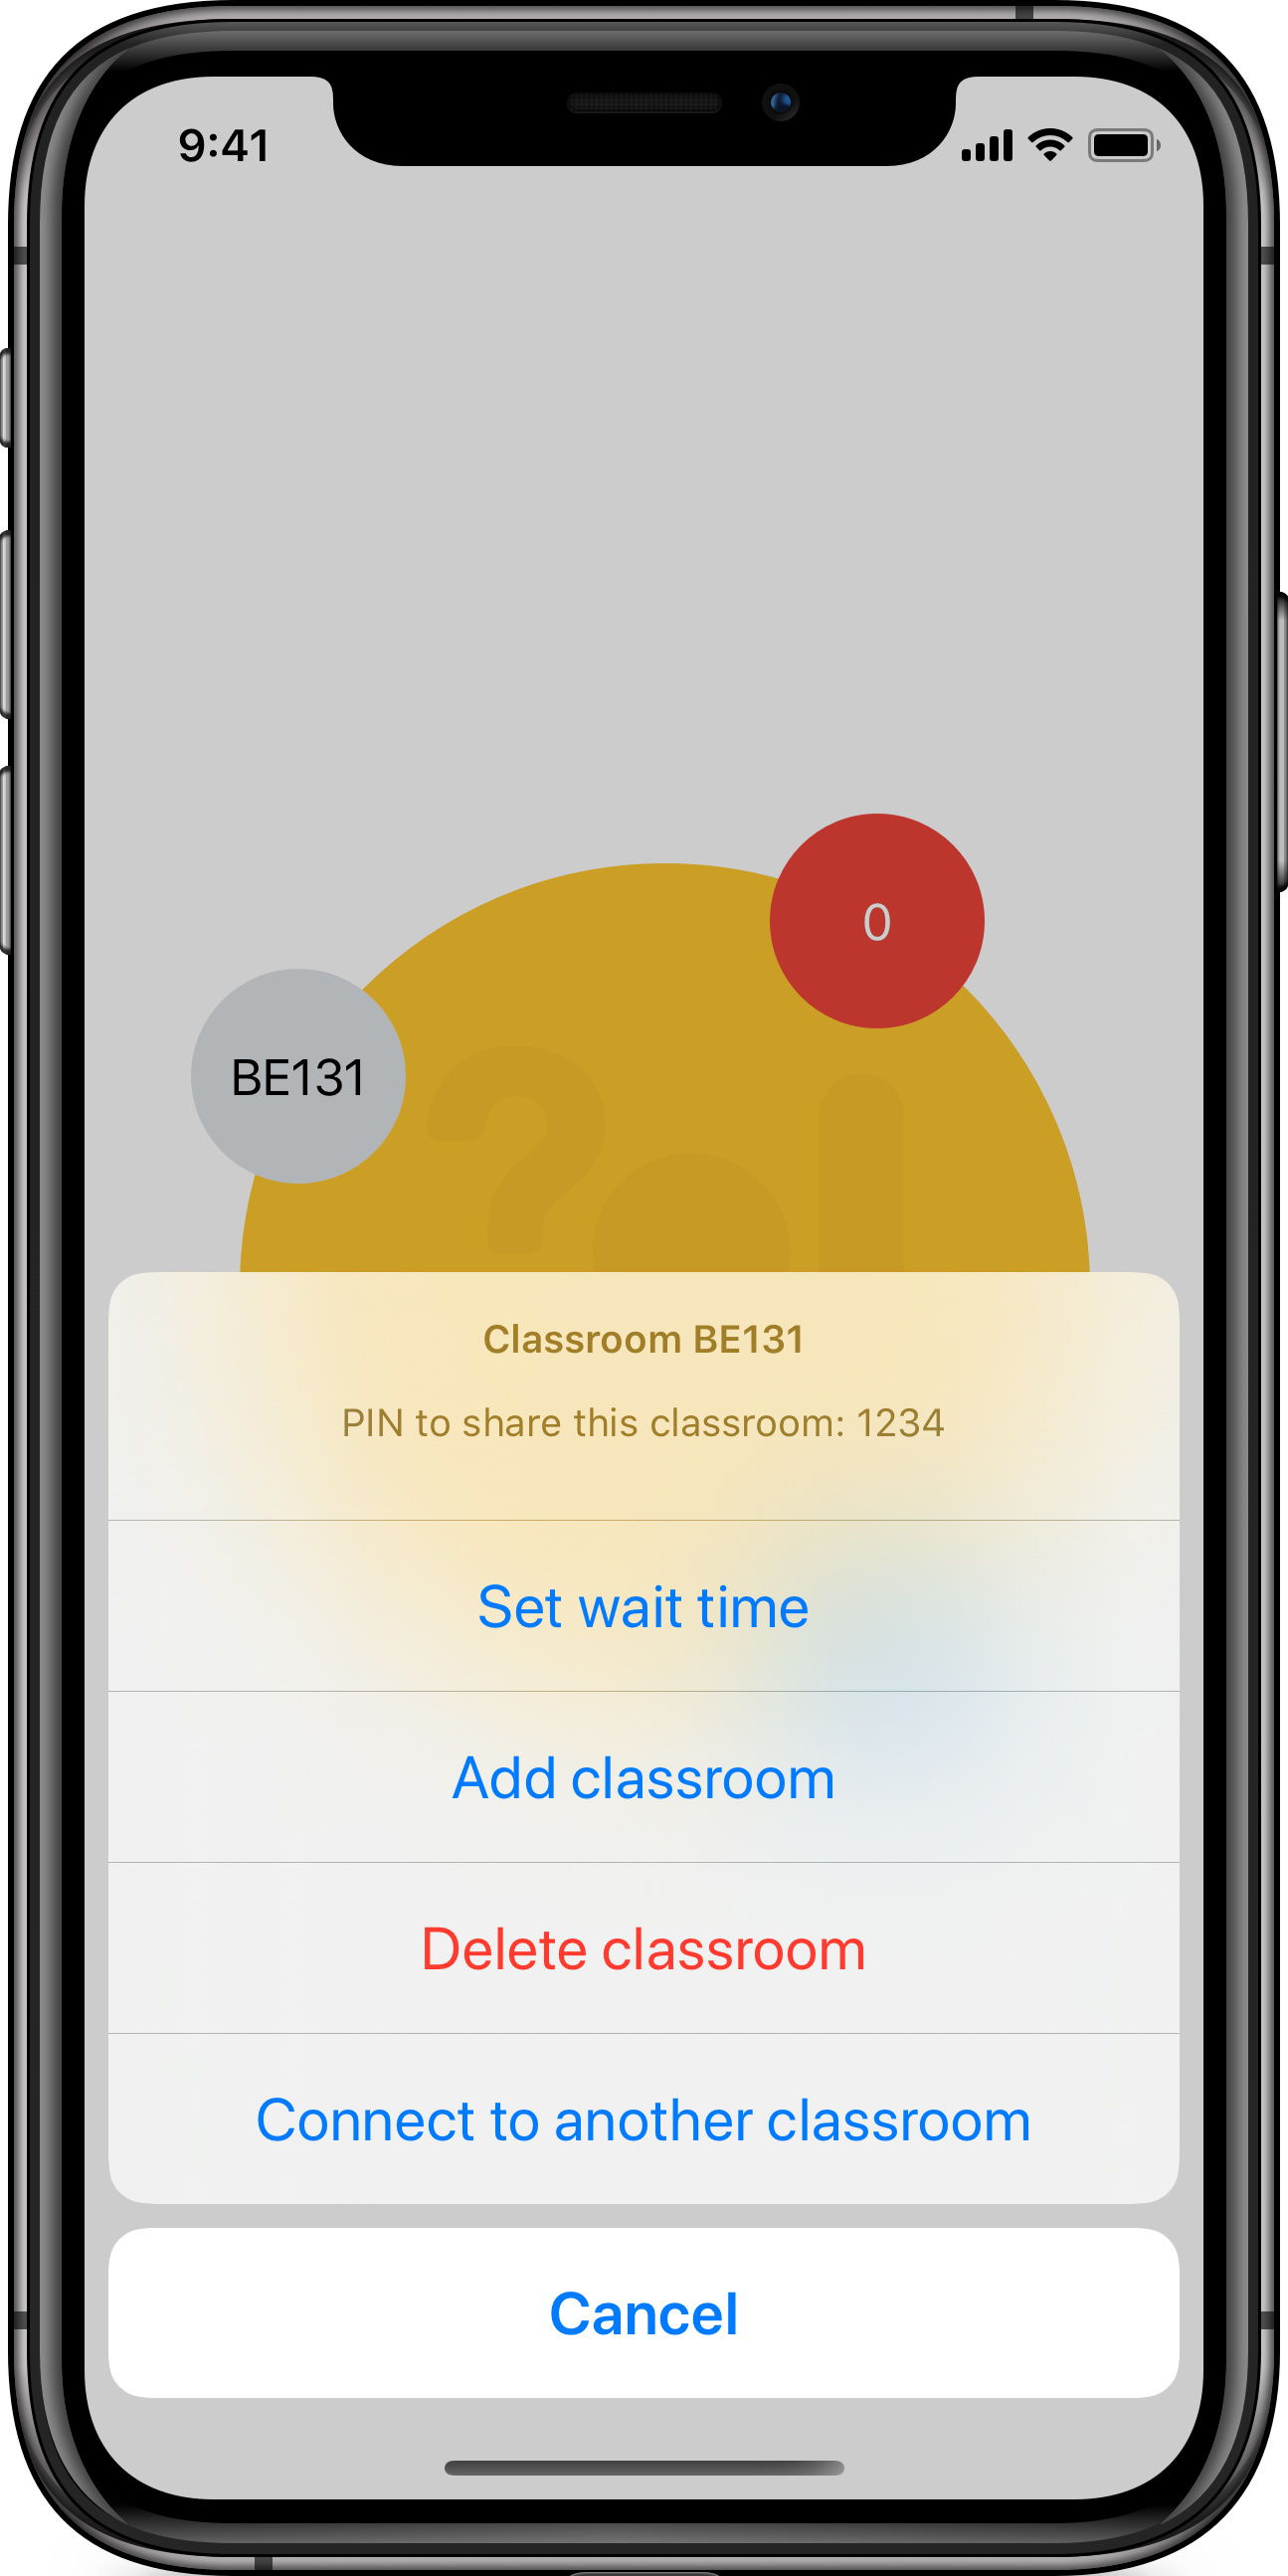 9:41
0
BE131
?
Classroom BE131
PIN to share this classroom: 1234
Set wait time
Add classroom
Delete classroom
Connect to another classroom
Cancel